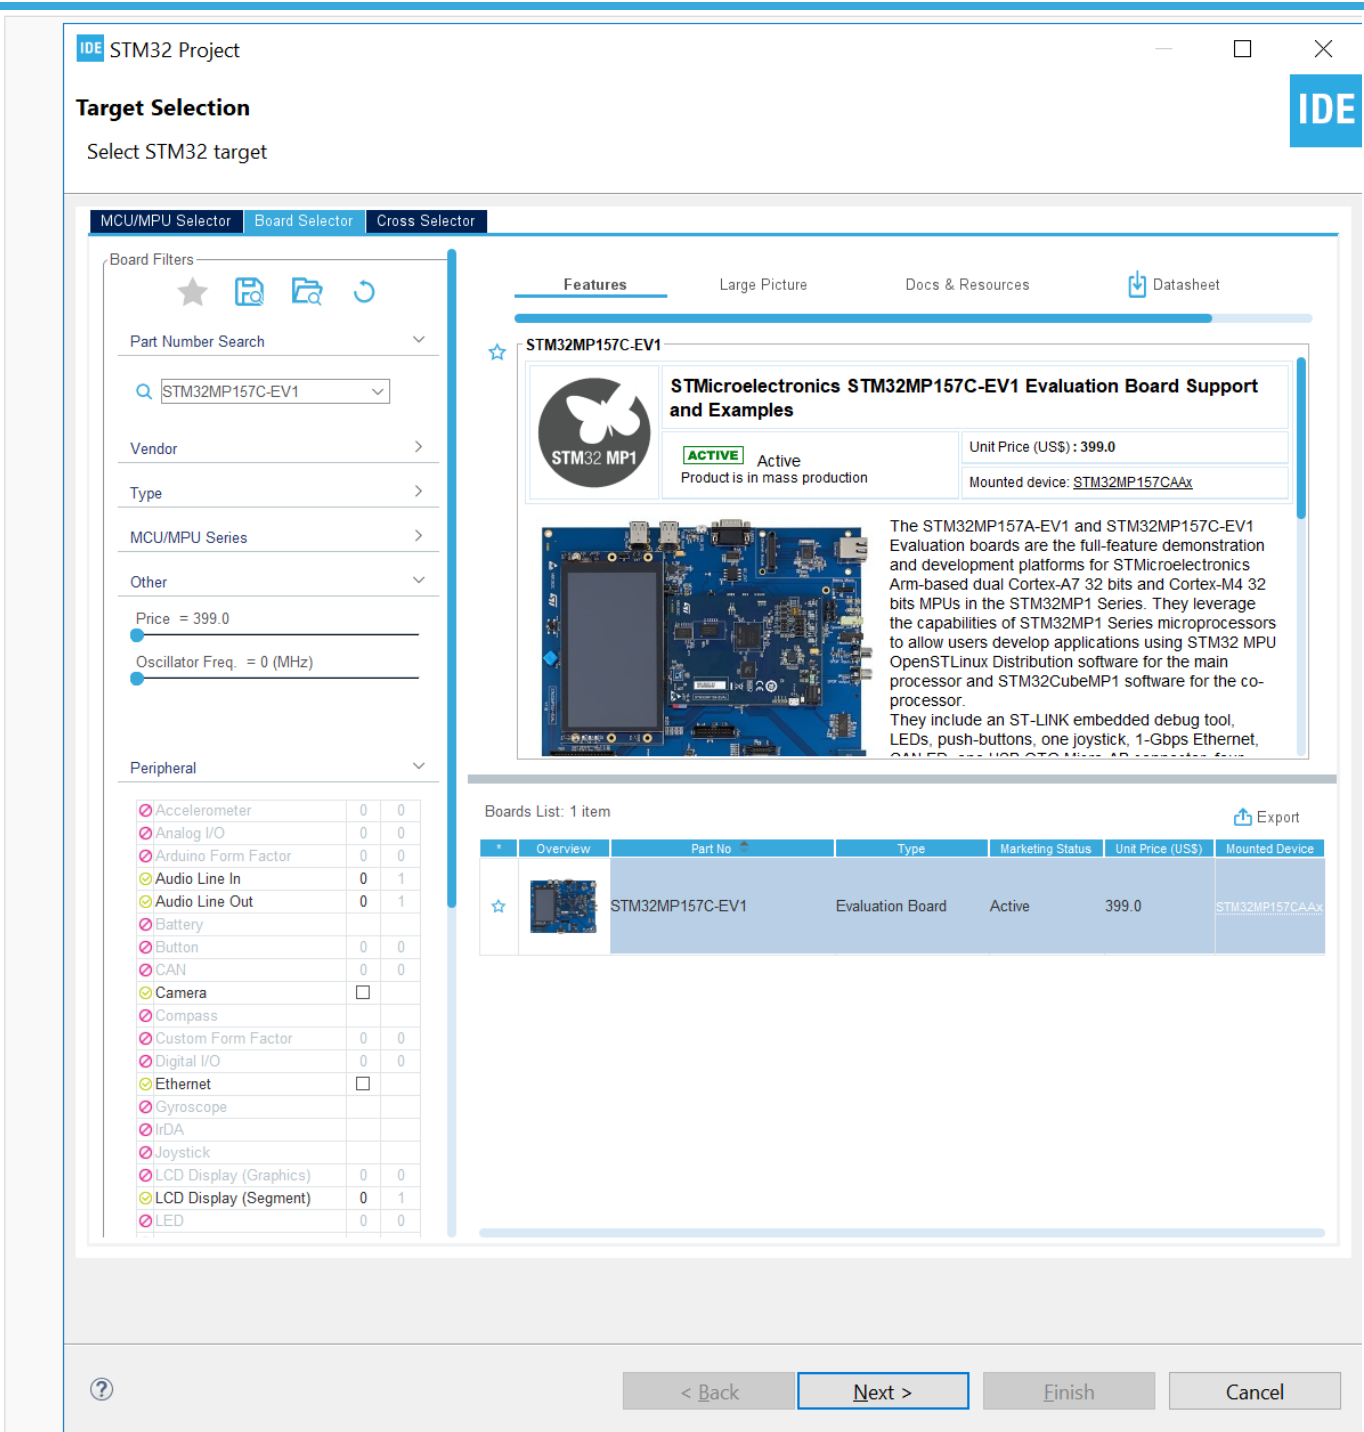 IDE STM32 Project
Target Selection
IDE
Select STM32 target
MCU/MPU Selector Board Selector Cross Selector
Board Filters
Part Number Search
STM32MP157C-EV1
Vendor
Type
MCU/MPU Series
Other
Price = 399.0
Oscillator Freq. = 0 (MHz)
Peripheral
Accelerometer 0 0
Analog I/O 0 0
Arduino Form Factor 0 0
Audio Line In 0 1
Audio Line Out 0 1
Battery
Button 0 0
CAN 0 0
Camera
Compass
Custom Form Factor 0 0
Digital I/O 0 0
Ethernet
Gyroscope
IrDA
Joystick
LCD Display (Graphics) 0 0
LCD Display (Segment) 0 1
LED 0 0
Features Large Picture Docs & Resources Datasheet
STM32MP157C-EV1
STM32 MP1
STMicroelectronics STM32MP157C-EV1 Evaluation Board Support
and Examples
ACTIVE Active
Product is in mass production
Unit Price (US$) : 399.0
Mounted device: STM32MP157CAAx
The STM32MP157A-EV1 and STM32MP157C-EV1
Evaluation boards are the full-feature demonstration
and development platforms for STMicroelectronics
Arm-based dual Cortex-A7 32 bits and Cortex-M4 32
bits MPUs in the STM32MP1 Series. They leverage
the capabilities of STM32MP1 Series microprocessors
to allow users develop applications using STM32 MPU
OpenSTLinux Distribution software for the main
processor and STM32CubeMP1 software for the co-
processor.
They include an ST-LINK embedded debug tool,
LEDs, push-buttons, one joystick, 1-Gbps Ethernet,
CAN FD, one USB OTG Micro-AB connector, four
Boards List: 1 item
Export
* Overview Part No Type Marketing Status Unit Price (US$) Mounted Device
STM32MP157C-EV1 Evaluation Board Active 399.0 STM32MP157CAAx
? < Back Next > Finish Cancel